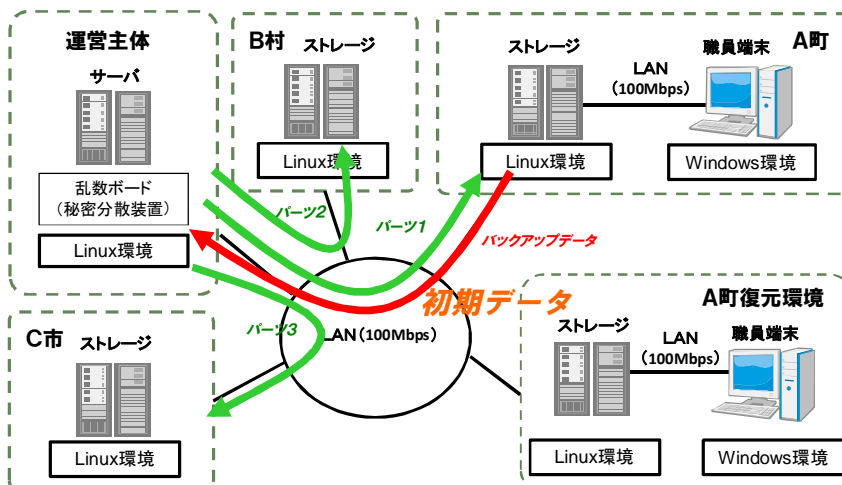 運営主体
サーバ
乱数ボード
(秘密分散装置)
Linux環境
B村
ストレージ
Linux環境
A町
ストレージ
LAN
(100Mbps)
職員端末
Linux環境
Windows環境
パーツ2
パーツ1
バックアップデータ
初期データ
パーツ3
LAN(100Mbps)
C市
ストレージ
Linux環境
A町復元環境
ストレージ
LAN
(100Mbps)
職員端末
Linux環境
Windows環境